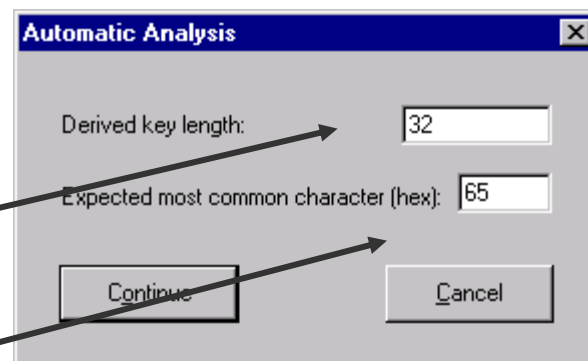 Automatic Analysis
Derived key length: 32
Expected most common character (hex): 65
Continue Cancel